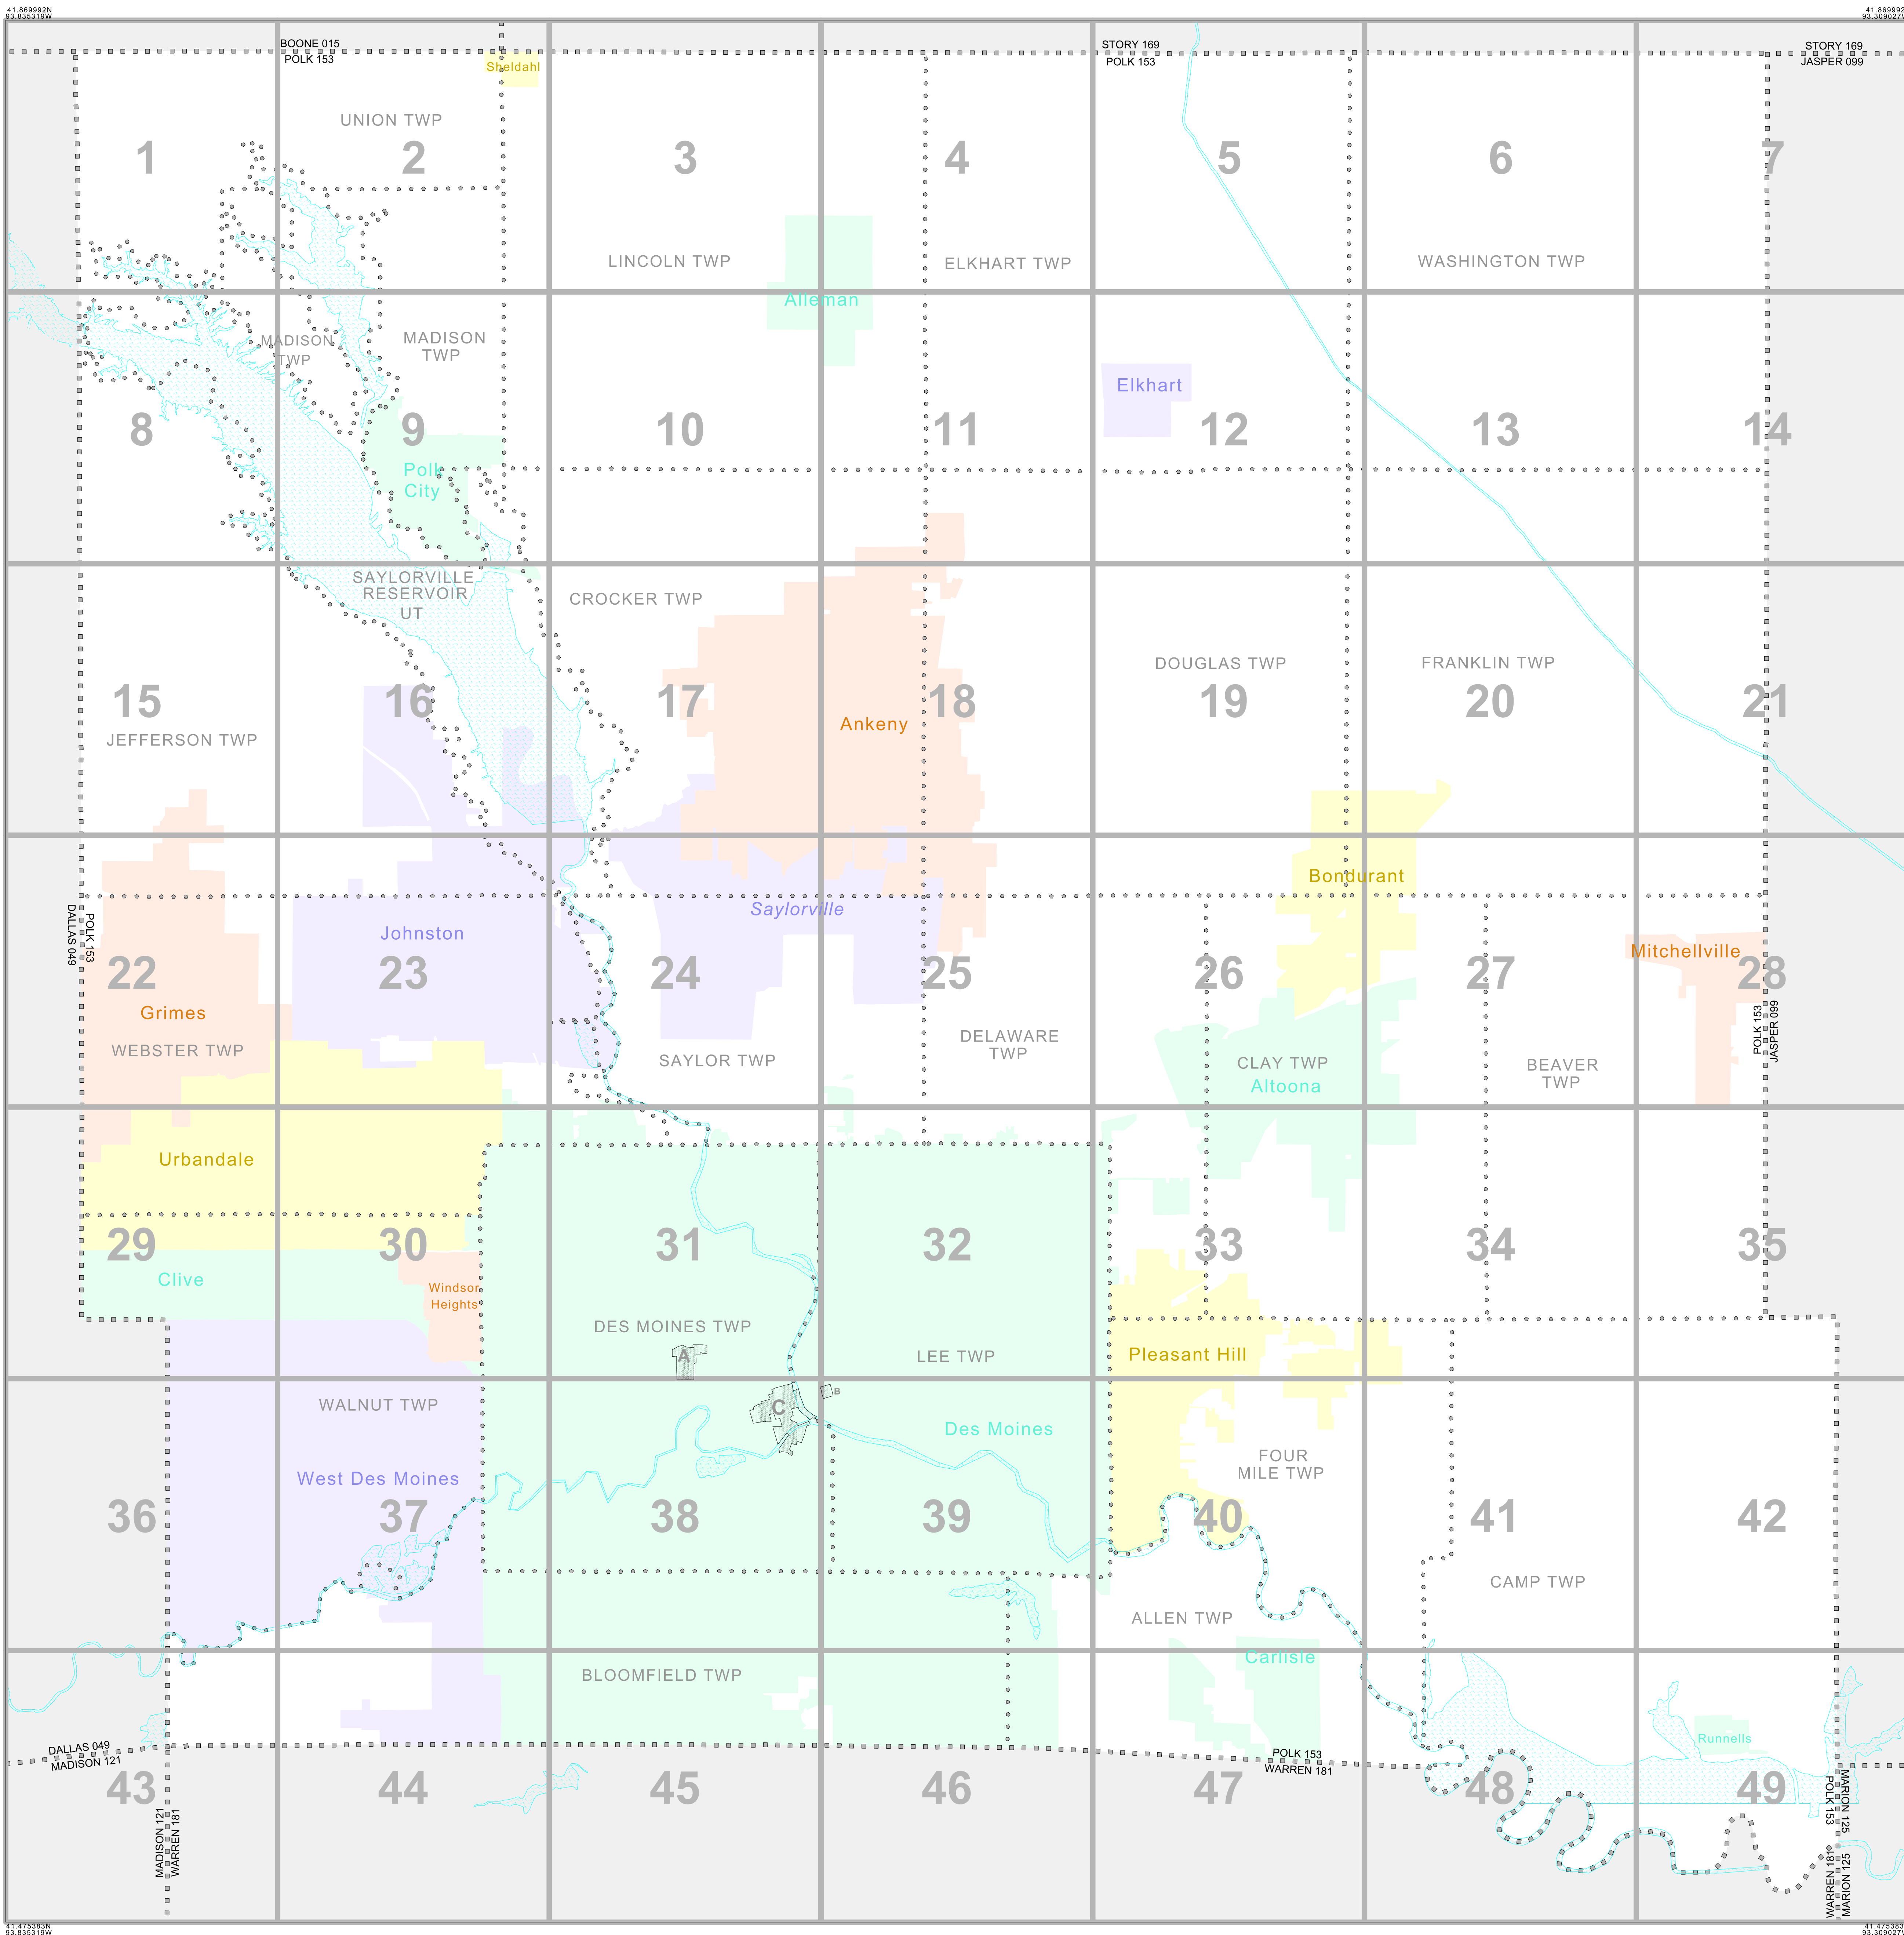 41.869992N
93.835319W
41.869992
93.309027W
BOONE 015
POLK 153
STORY 169
POLK 153
STORY 169
JASPER 099
Sheldahl
UNION TWP
1
2
3
4
5
6
7
LINCOLN TWP
ELKHART TWP
WASHINGTON TWP
Alleman
MADISON
TWP
MADISON
TWP
Elkhart
8
9
10
11
12
13
14
Polk
City
SAYLORVILLE
RESERVOIR
UT
CROCKER TWP
DOUGLAS TWP
FRANKLIN TWP
15
16
17
18
19
20
21
Ankeny
JEFFERSON TWP
Bondurant
DALLAS 049
POLK 153
Saylorville
Johnston
Mitchellville
22
23
24
25
26
27
28
Grimes
POLK 153
JASPER 099
WEBSTER TWP
SAYLOR TWP
DELAWARE
TWP
CLAY TWP
Altoona
BEAVER
TWP
Urbandale
29
30
31
32
33
34
35
Clive
Windsor
Heights
DES MOINES TWP
A
LEE TWP
Pleasant Hill
B
WALNUT TWP
C
Des Moines
FOUR
MILE TWP
West Des Moines
36
37
38
39
40
41
42
CAMP TWP
ALLEN TWP
Carlisle
BLOOMFIELD TWP
Runnells
DALLAS 049
MADISON 121
POLK 153
WARREN 181
43
44
45
46
47
48
49
POLK 153
MARION 125
MADISON 121
WARREN 181
WARREN 181
MARION 125
41.475383N
93.835319W
41.475383
93.309027W